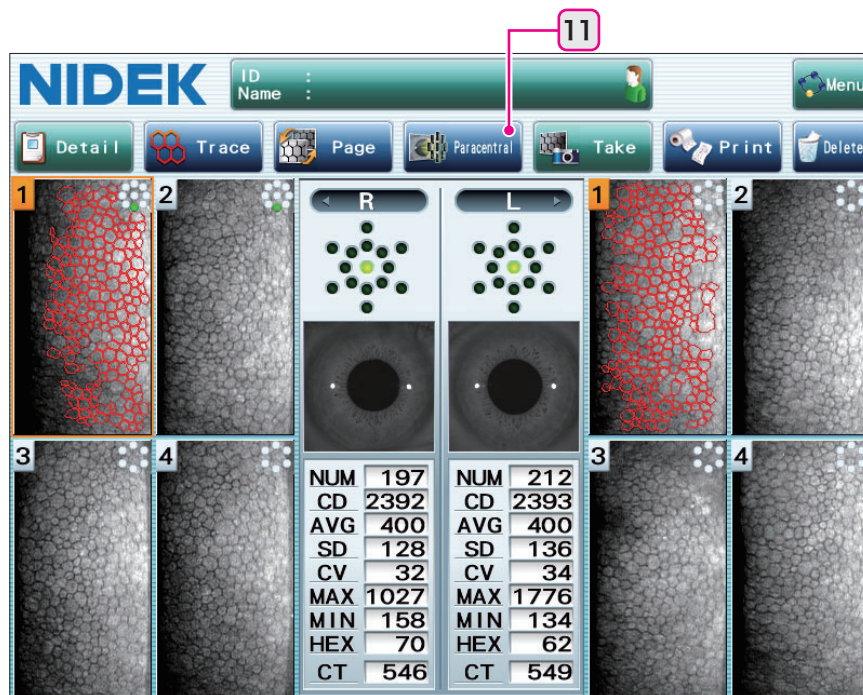 11
NIDEK
ID :
Name :
Menu
Detail
Trace
Page
Paracentral
Take
Print
Delete
1
2
R
L
1
2
3
4
NUM 197
CD 2392
AVG 400
SD 128
CV 32
MAX 1027
MIN 158
HEX 70
CT 546
NUM 212
CD 2393
AVG 400
SD 136
CV 34
MAX 1776
MIN 134
HEX 62
CT 549
3
4